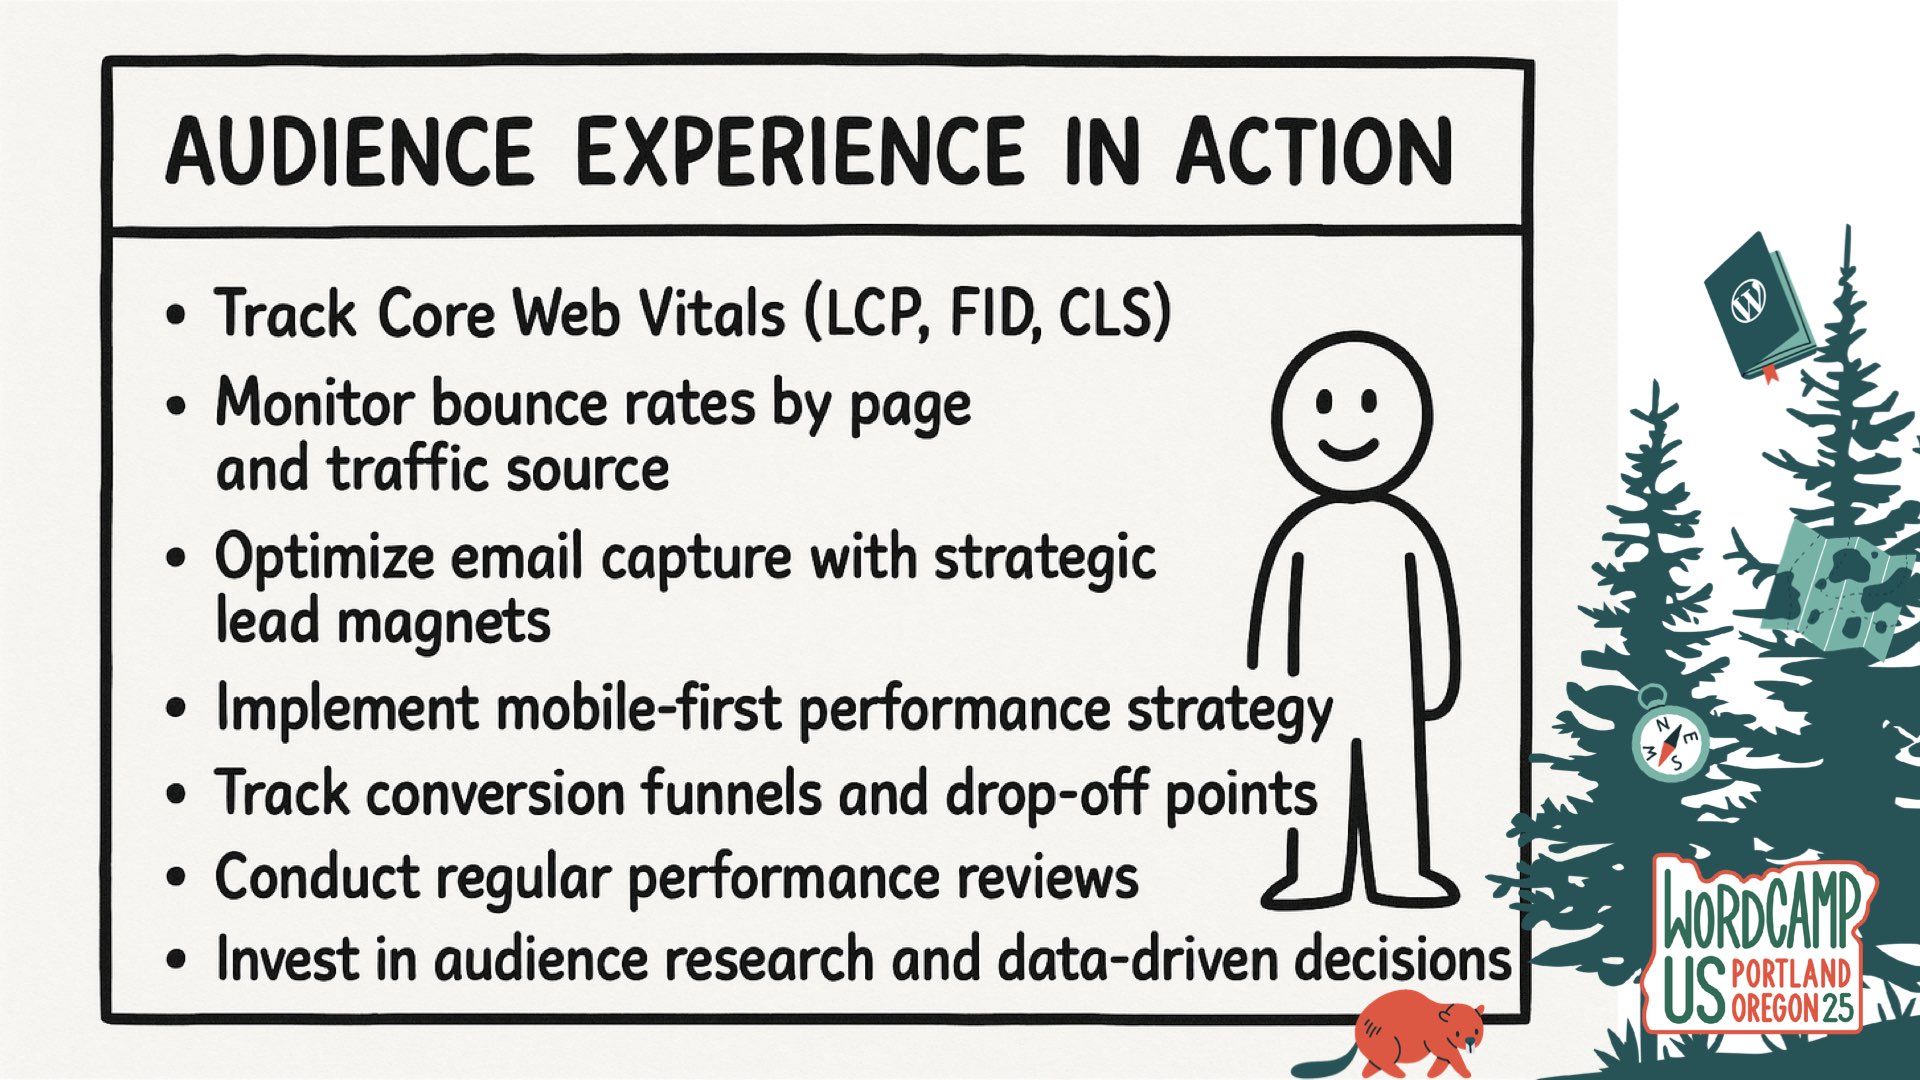 AUDIENCE EXPERIENCE IN ACTION
• Track Core Web Vitals (LCP, FID, CLS)
• Monitor bounce rates by page
and traffic source
• Optimize email capture with strategic
lead magnets
• Implement mobile-first performance strategy
• Track conversion funnels and drop-off points
• Conduct regular performance reviews
• Invest in audience research and data-driven decisions
W
N
E
S
W
WORDCAMP
US PORTLAND
OREGON 25